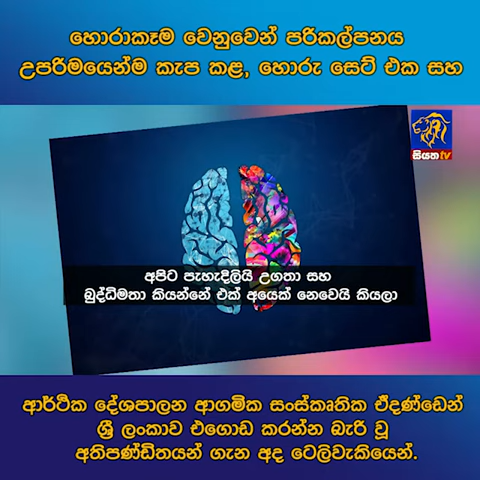 හොරාකෑම වෙනුවෙන් පරිකල්පනය
උපරිමයෙන්ම කැප කළ, හොරු සෙට් එක සහ
සියත tv
අපිට පැහැදිලියි උගතා සහ
බුද්ධිමතා කියන්නේ එක් අයෙක් නෙවෙයි කියලා
ආර්ථික දේශපාලන ආගමික සංස්කෘතික ඒදණ්ඩෙන්
ශ්‍රී ලංකාව එගොඩ කරන්න බැරි වූ
අතිපණ්ඩිතයන් ගැන අද ටෙලිවැකියෙන්.